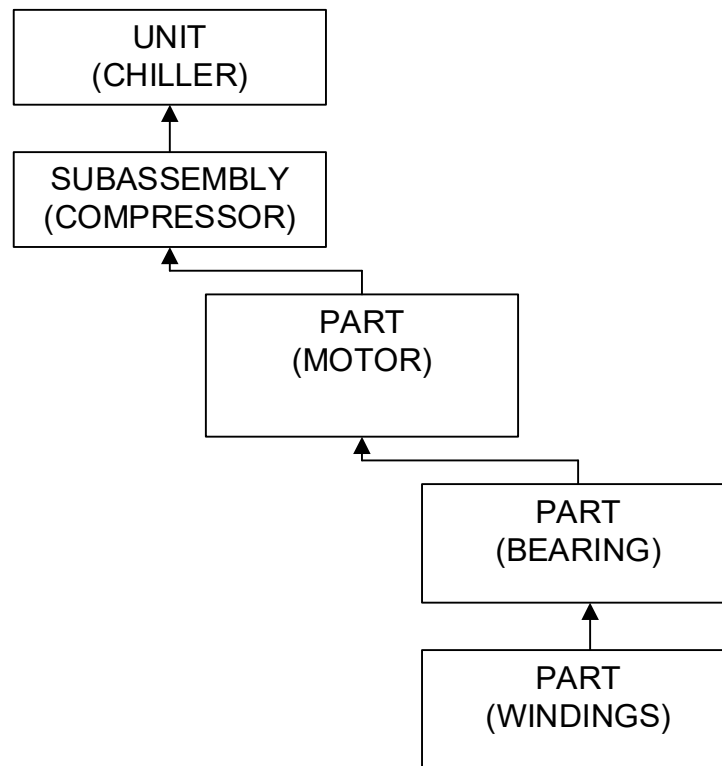 UNIT
(CHILLER)
SUBASSEMBLY
(COMPRESSOR)
PART
(MOTOR)
PART
(BEARING)
PART
(WINDINGS)